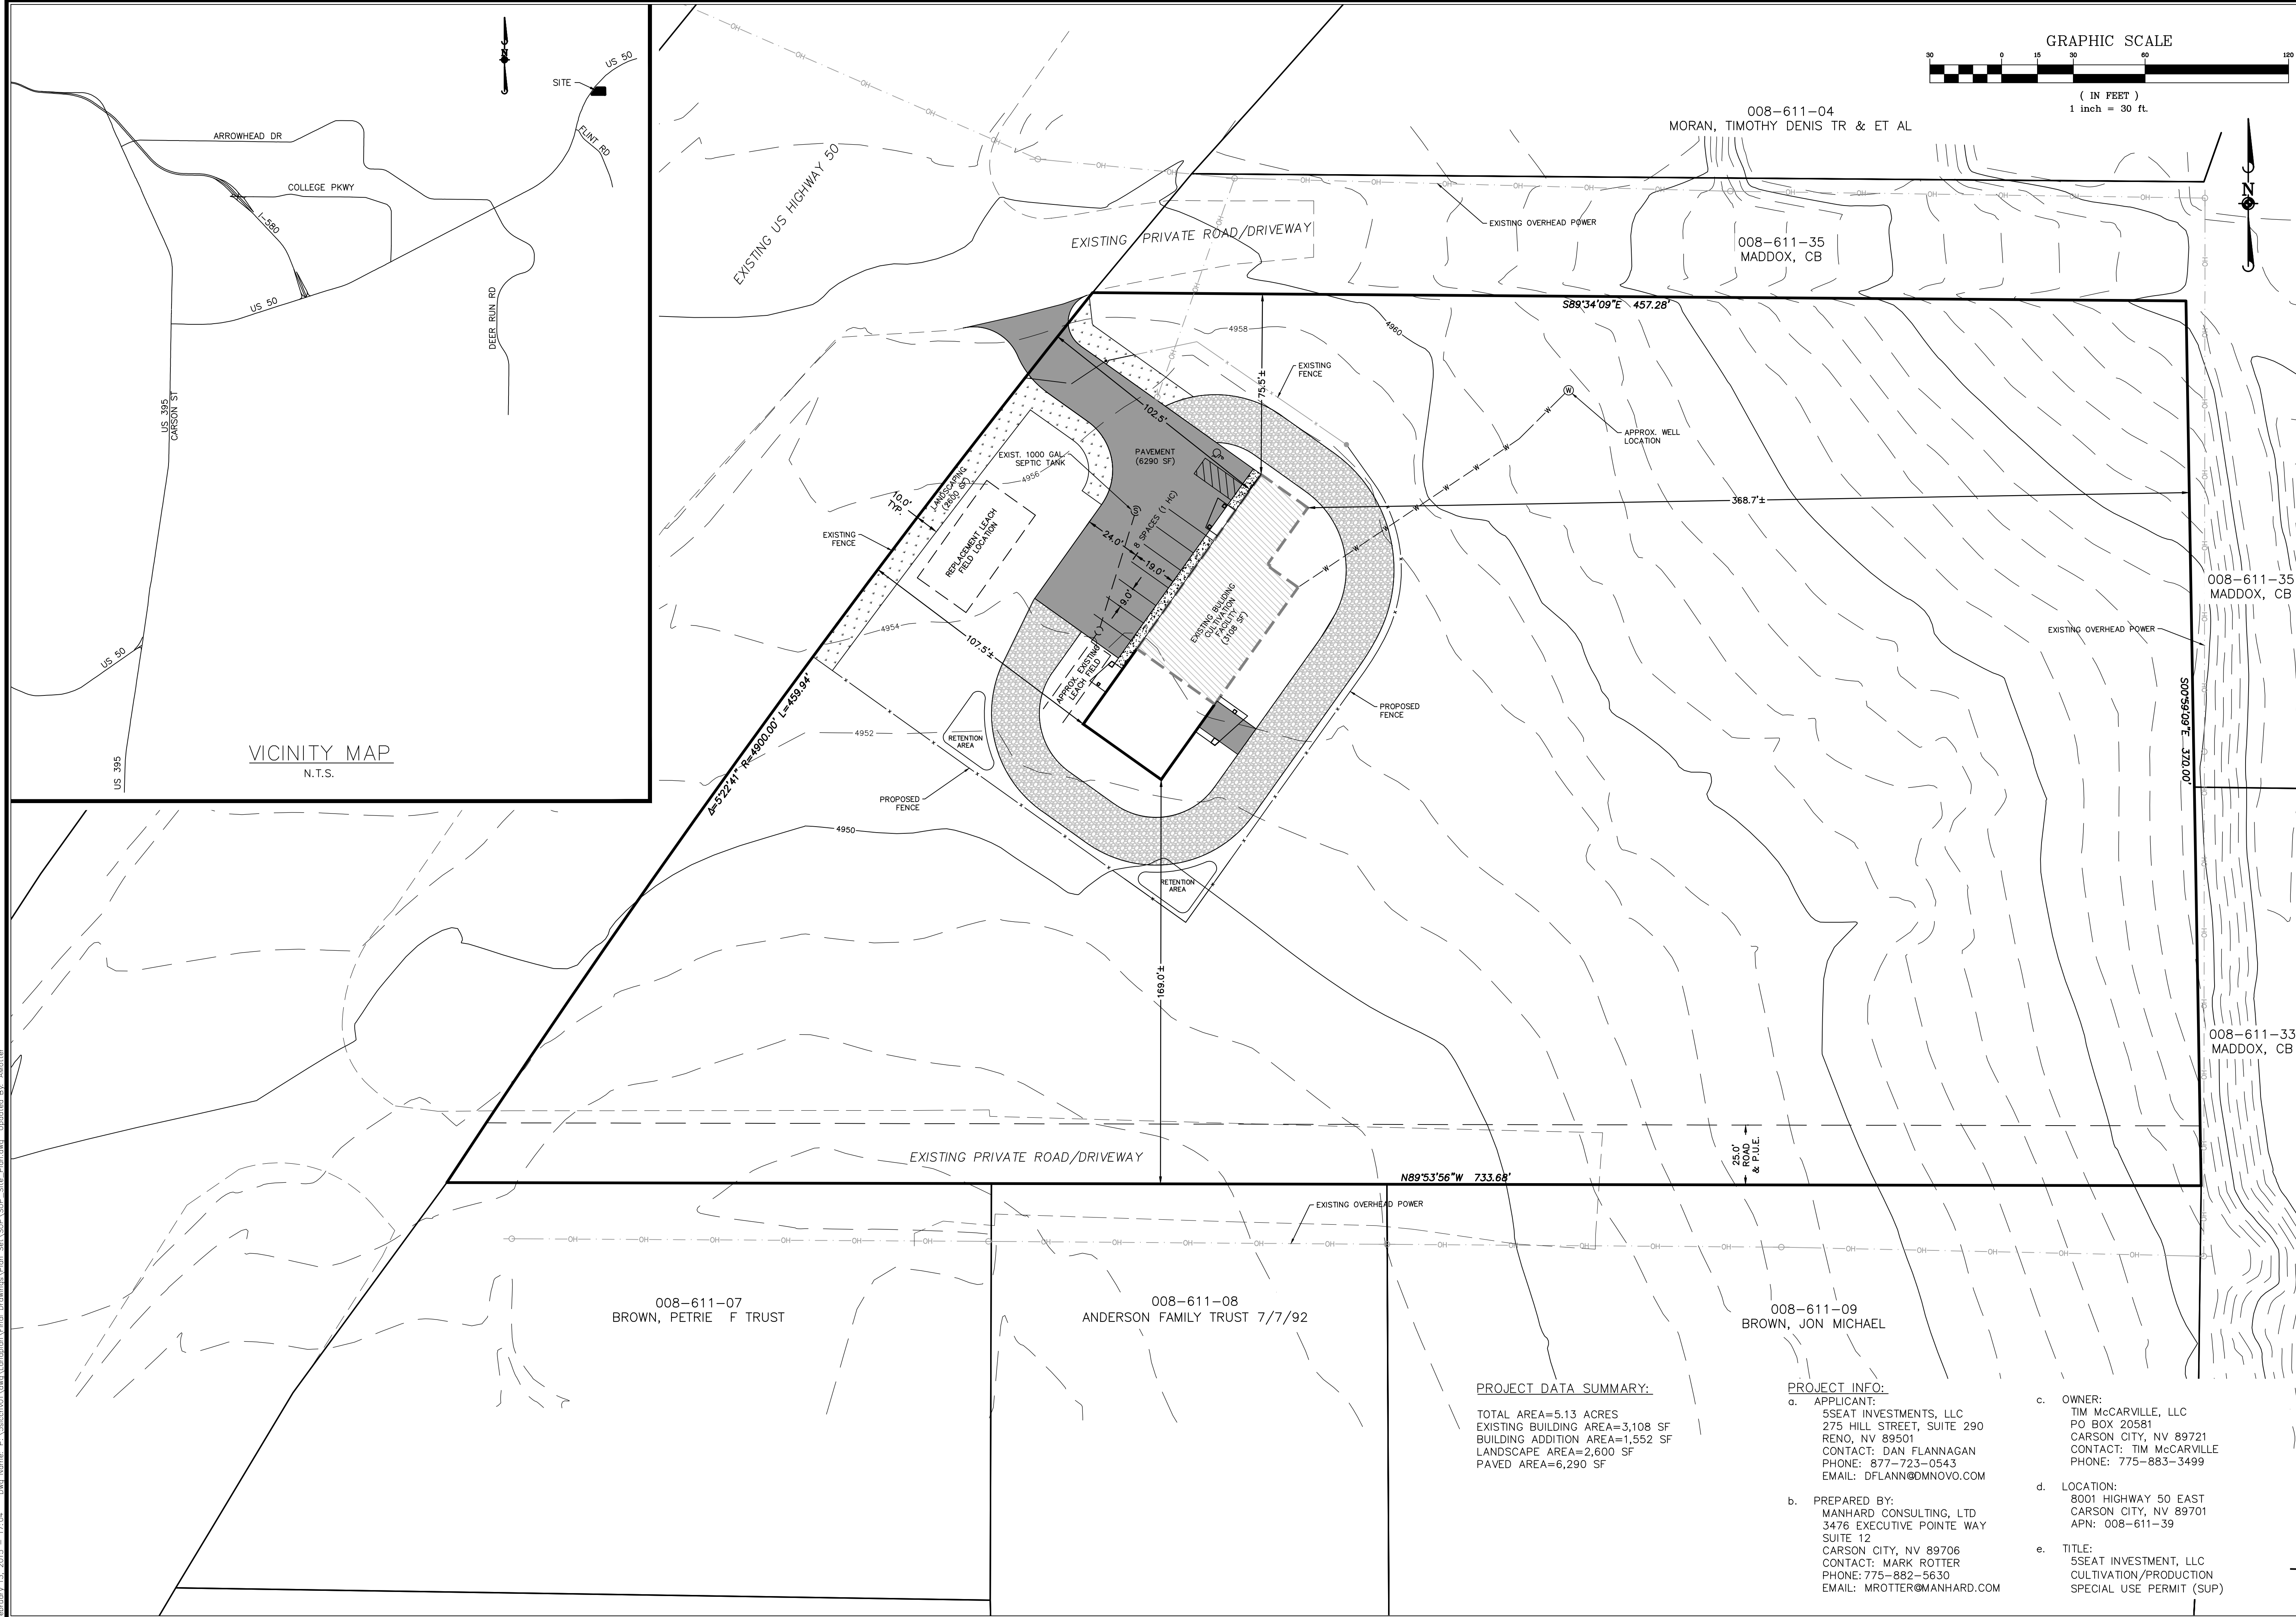 US 50
SITE
FLINT RD
ARROWHEAD DR
COLLEGE PKWY
I-580
US 50
DEER RUN RD
US 395
CARSON ST
US 50
US 395
VICINITY MAP
N.T.S.
GRAPHIC SCALE
30 0 15 30 60 120
( IN FEET )
1 inch = 30 ft.
N
008-611-04
MORAN, TIMOTHY DENIS TR & ET AL
EXISTING US HIGHWAY 50
EXISTING PRIVATE ROAD/DRIVEWAY
EXISTING OVERHEAD POWER
008-611-35
MADDOX, CB
S89°34'09"E 457.28'
4958
4960
EXISTING
FENCE
75.5'±
102.5'
APPROX. WELL
LOCATION
EXIST. 1000 GAL
SEPTIC TANK
4956
PAVEMENT
(6290 SF)
LANDSCAPING
(2600 SF)
10.0'
TYP.
368.7'±
8 SPACES (1 HC)
24.0'
19.0'
9.0'
EXISTING
FENCE
REPLACEMENT LEACH
FIELD LOCATION
EXISTING BUILDING
CULTIVATION
FACILITY
(3108 SF)
008-611-35
MADDOX, CB
EXISTING OVERHEAD POWER
4954
107.5'±
APPROX. EXISTING
LEACH FIELD
S00°59'09"E 370.00'
PROPOSED
FENCE
4952
RETENTION
AREA
Δ=5°22'41" R=4900.00' L=459.94'
PROPOSED
FENCE
4950
RETENTION
AREA
169.0'±
008-611-33
MADDOX, CB
EXISTING PRIVATE ROAD/DRIVEWAY
25.0'
ROAD
& P.U.E.
N89°53'56"W 733.68'
EXISTING OVERHEAD POWER
008-611-07
BROWN, PETRIE F TRUST
008-611-08
ANDERSON FAMILY TRUST 7/7/92
008-611-09
BROWN, JON MICHAEL
PROJECT DATA SUMMARY:
TOTAL AREA=5.13 ACRES
EXISTING BUILDING AREA=3,108 SF
BUILDING ADDITION AREA=1,552 SF
LANDSCAPE AREA=2,600 SF
PAVED AREA=6,290 SF
PROJECT INFO:
a. APPLICANT:
5SEAT INVESTMENTS, LLC
275 HILL STREET, SUITE 290
RENO, NV 89501
CONTACT: DAN FLANNAGAN
PHONE: 877-723-0543
EMAIL: DFLANN@DMNOVO.COM
b. PREPARED BY:
MANHARD CONSULTING, LTD
3476 EXECUTIVE POINTE WAY
SUITE 12
CARSON CITY, NV 89706
CONTACT: MARK ROTTER
PHONE: 775-882-5630
EMAIL: MROTTER@MANHARD.COM
c. OWNER:
TIM McCARVILLE, LLC
PO BOX 20581
CARSON CITY, NV 89721
CONTACT: TIM McCARVILLE
PHONE: 775-883-3499
d. LOCATION:
8001 HIGHWAY 50 EAST
CARSON CITY, NV 89701
APN: 008-611-39
e. TITLE:
5SEAT INVESTMENT, LLC
CULTIVATION/PRODUCTION
SPECIAL USE PERMIT (SUP)